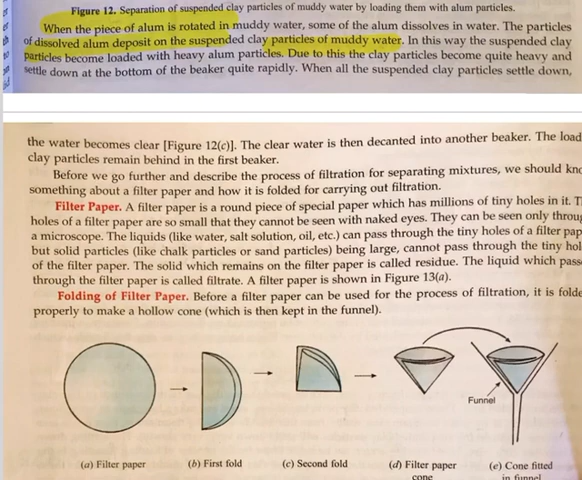 Figure 12. Separation of suspended clay particles of muddy water by loading them with alum particles.
When the piece of alum is rotated in muddy water, some of the alum dissolves in water. The particles
of dissolved alum deposit on the suspended clay particles of muddy water. In this way the suspended clay
particles become loaded with heavy alum particles. Due to this the clay particles become quite heavy and
settle down at the bottom of the beaker quite rapidly. When all the suspended clay particles settle down,
the water becomes clear [Figure 12(c)]. The clear water is then decanted into another beaker. The load
clay particles remain behind in the first beaker.
Before we go further and describe the process of filtration for separating mixtures, we should kno
something about a filter paper and how it is folded for carrying out filtration.
Filter Paper. A filter paper is a round piece of special paper which has millions of tiny holes in it. T
holes of a filter paper are so small that they cannot be seen with naked eyes. They can be seen only throug
a microscope. The liquids (like water, salt solution, oil, etc.) can pass through the tiny holes of a filter pap
but solid particles (like chalk particles or sand particles) being large, cannot pass through the tiny hol
of the filter paper. The solid which remains on the filter paper is called residue. The liquid which pass
through the filter paper is called filtrate. A filter paper is shown in Figure 13(a).
Folding of Filter Paper. Before a filter paper can be used for the process of filtration, it is folde
properly to make a hollow cone (which is then kept in the funnel).
Funnel
(a) Filter paper
(b) First fold
(c) Second fold
(d) Filter paper
cone
(e) Cone fitted
in funnel